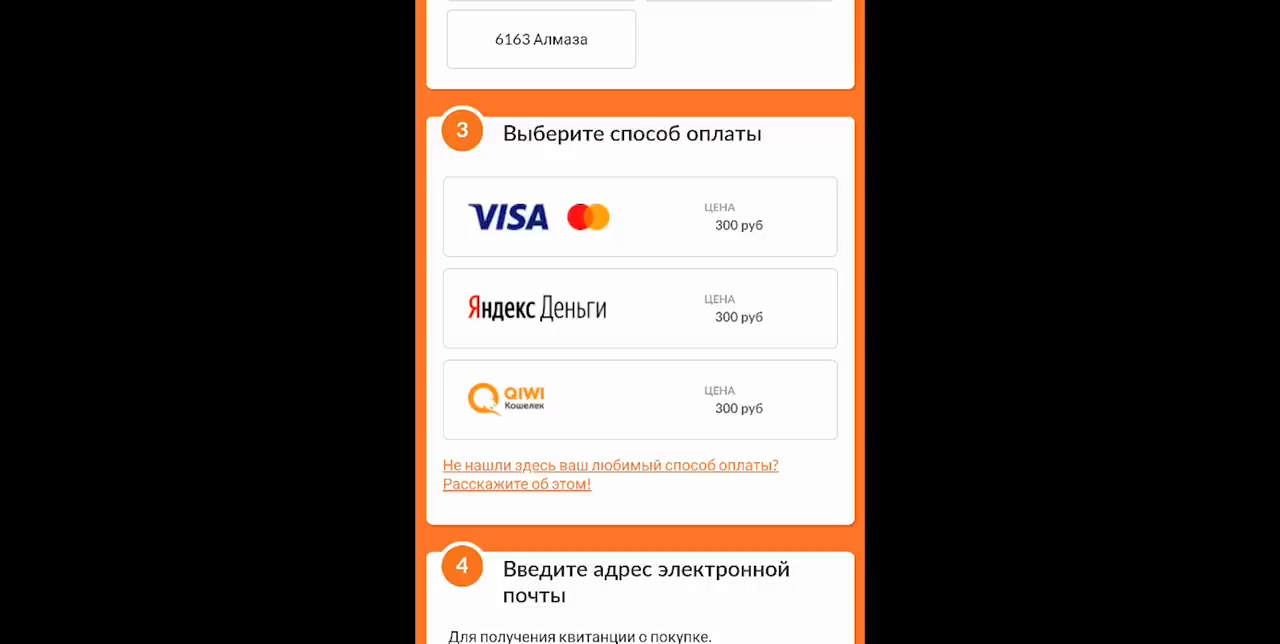 6163 Алмаза
3
Выберите способ оплаты
VISA
ЦЕНА
300 руб
Яндекс Деньги
ЦЕНА
300 руб
QIWI
Кошелек
ЦЕНА
300 руб
Не нашли здесь ваш любимый способ оплаты?
Расскажите об этом!
4
Введите адрес электронной
почты
Для получения квитанции о покупке.